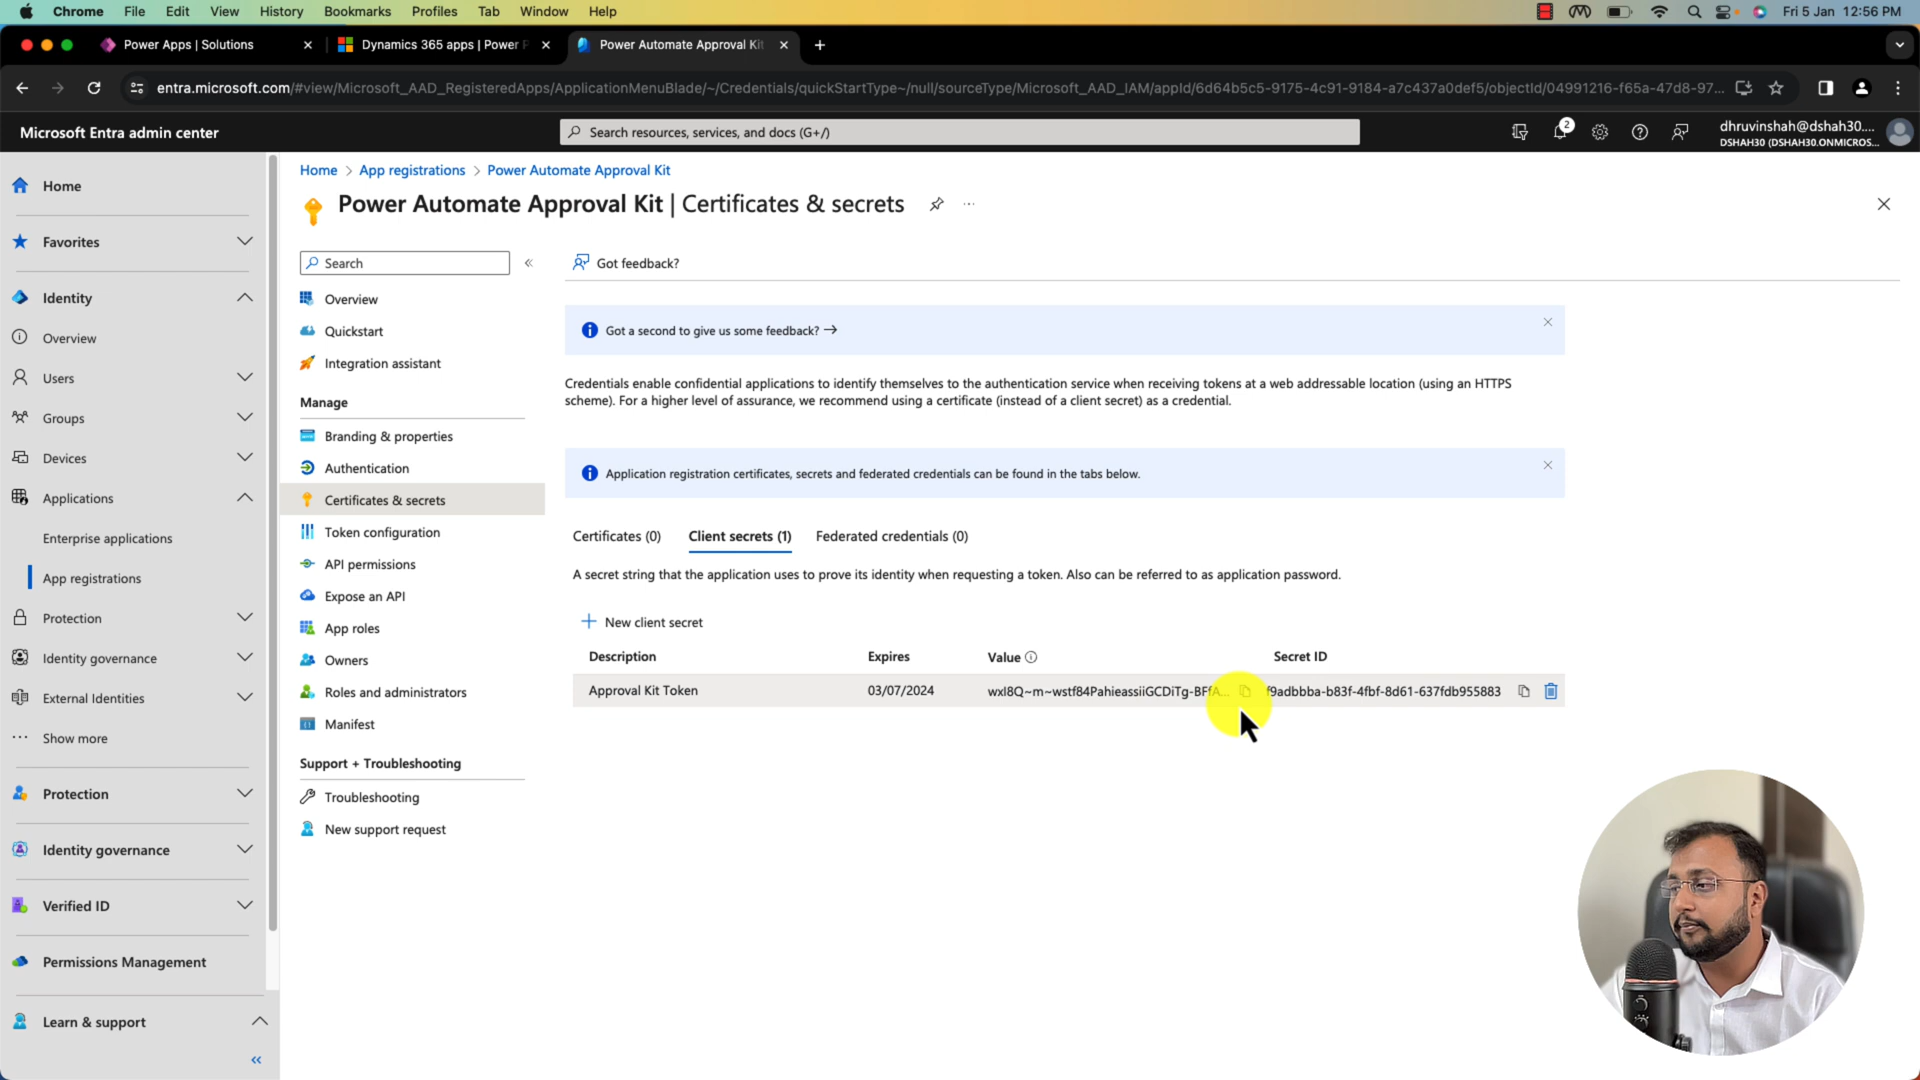 Chrome File Edit View History Bookmarks Profiles Tab Window Help Fri 5 Jan 12:56 PM
Power Apps | Solutions Dynamics 365 apps | Power P Power Automate Approval Kit
entra.microsoft.com/#view/Microsoft_AAD_RegisteredApps/ApplicationMenuBlade/~/Credentials/quickStartType~/null/sourceType/Microsoft_AAD_IAM/appId/6d64b5c5-9175-4c91-9184-a7c437a0def5/objectId/04991216-f65a-47d8-97...
Microsoft Entra admin center
Search resources, services, and docs (G+/)
2
dhruvinshah@dshah30....
DSHAH30 (DSHAH30.ONMICROS...
Home
Favorites
Identity
Overview
Users
Groups
Devices
Applications
Enterprise applications
App registrations
Protection
Identity governance
External Identities
Show more
Protection
Identity governance
Verified ID
Permissions Management
Learn & support
Home > App registrations > Power Automate Approval Kit
Power Automate Approval Kit | Certificates & secrets
Search
Overview
Quickstart
Integration assistant
Manage
Branding & properties
Authentication
Certificates & secrets
Token configuration
API permissions
Expose an API
App roles
Owners
Roles and administrators
Manifest
Support + Troubleshooting
Troubleshooting
New support request
Got feedback?
Got a second to give us some feedback? →
Credentials enable confidential applications to identify themselves to the authentication service when receiving tokens at a web addressable location (using an HTTPS
scheme). For a higher level of assurance, we recommend using a certificate (instead of a client secret) as a credential.
Application registration certificates, secrets and federated credentials can be found in the tabs below.
Certificates (0) Client secrets (1) Federated credentials (0)
A secret string that the application uses to prove its identity when requesting a token. Also can be referred to as application password.
New client secret
Description Expires Value Secret ID
Approval Kit Token 03/07/2024 wxl8Q~m~wstf84PahieassiiGCDiTg-BFfA... f9adbbba-b83f-4fbf-8d61-637fdb955883